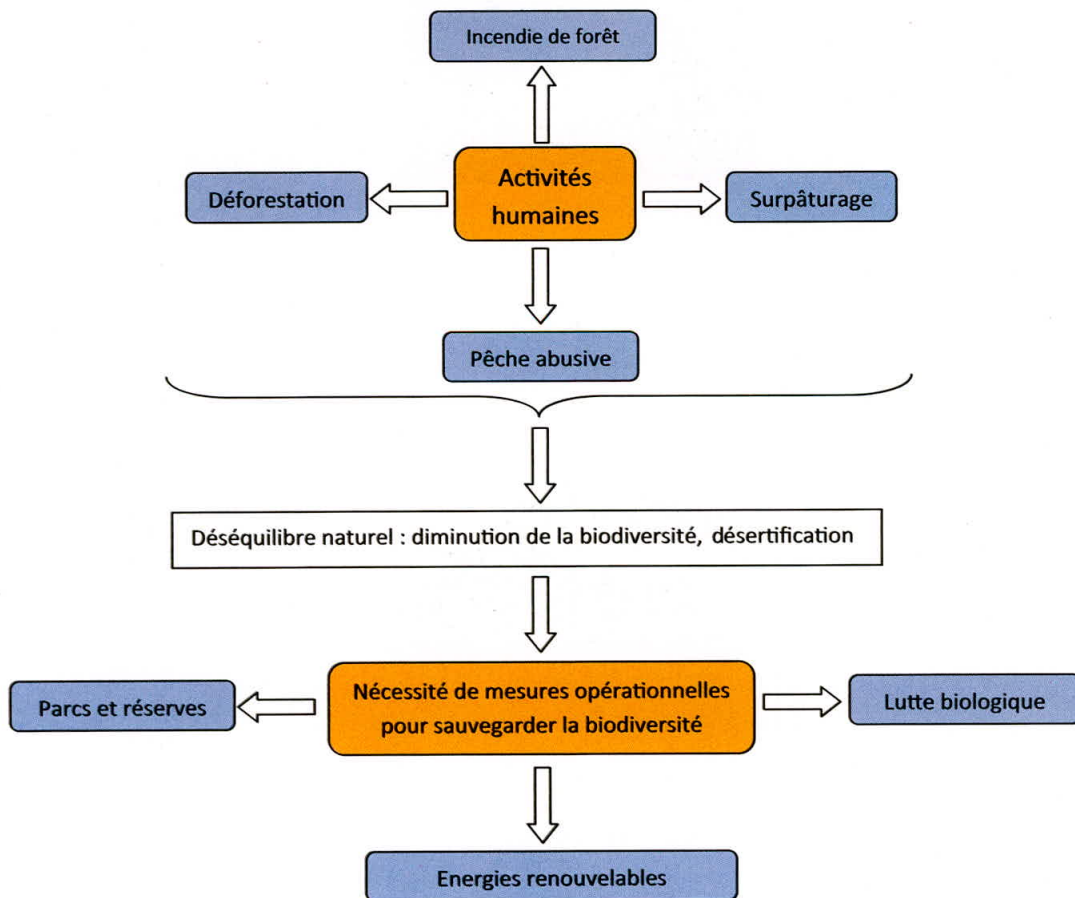 Incendie de forêt
Activités
humaines
Déforestation
Surpâturage
Pêche abusive
Déséquilibre naturel : diminution de la biodiversité, désertification
Nécessité de mesures opérationnelles
pour sauvegarder la biodiversité
Parcs et réserves
Lutte biologique
Energies renouvelables